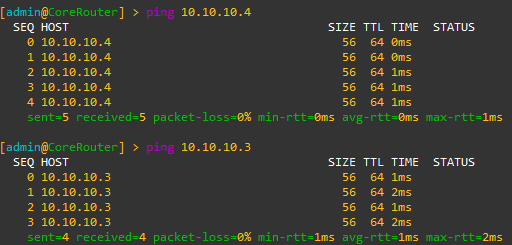 [admin@CoreRouter] > ping 10.10.10.4
SEQ HOST SIZE TTL TIME STATUS
0 10.10.10.4 56 64 0ms
1 10.10.10.4 56 64 0ms
2 10.10.10.4 56 64 1ms
3 10.10.10.4 56 64 1ms
4 10.10.10.4 56 64 1ms
sent=5 received=5 packet-loss=0% min-rtt=0ms avg-rtt=0ms max-rtt=1ms
[admin@CoreRouter] > ping 10.10.10.3
SEQ HOST SIZE TTL TIME STATUS
0 10.10.10.3 56 64 1ms
1 10.10.10.3 56 64 2ms
2 10.10.10.3 56 64 1ms
3 10.10.10.3 56 64 2ms
sent=4 received=4 packet-loss=0% min-rtt=1ms avg-rtt=1ms max-rtt=2ms